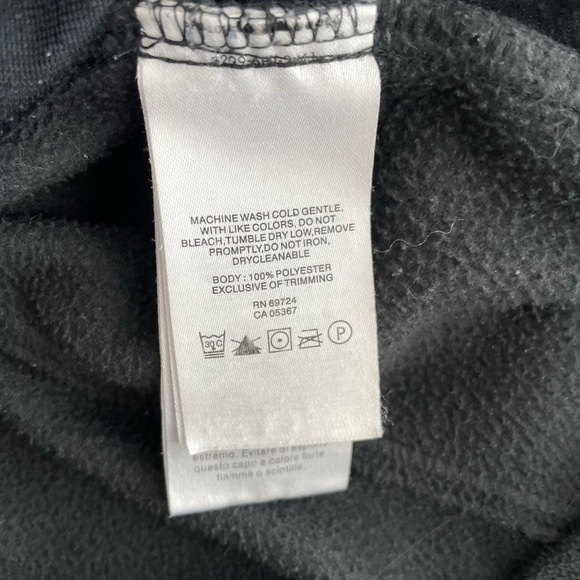 MACHINE WASH COLD GENTLE,
WITH LIKE COLORS, DO NOT
BLEACH,TUMBLE DRY LOW,REMOVE
PROMPTLY,DO NOT IRON,
DRYCLEANABLE
BODY : 100% POLYESTER
EXCLUSIVE OF TRIMMING
RN 69724
CA 05367
30 C P
estremo. Evitare di esporre
questo capo a calore forte,
fiamma o scintille.